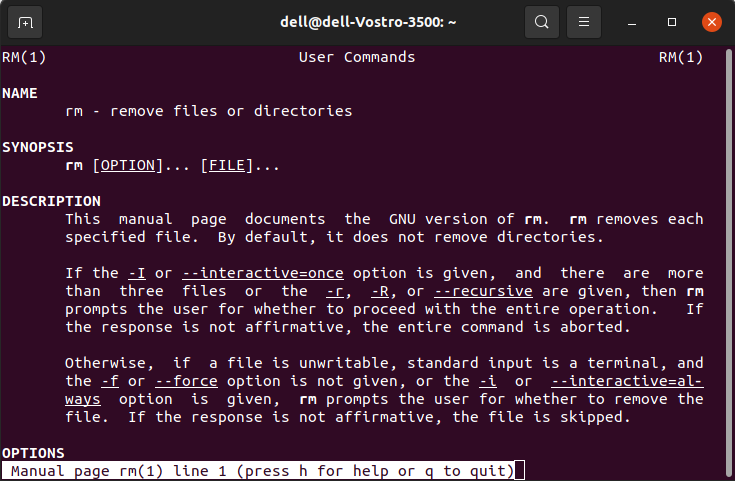 dell@dell-Vostro-3500: ~
RM(1) User Commands RM(1)
NAME
rm - remove files or directories
SYNOPSIS
rm [OPTION]... [FILE]...
DESCRIPTION
This manual page documents the GNU version of rm. rm removes each
specified file. By default, it does not remove directories.
If the -I or --interactive=once option is given, and there are more
than three files or the -r, -R, or --recursive are given, then rm
prompts the user for whether to proceed with the entire operation. If
the response is not affirmative, the entire command is aborted.
Otherwise, if a file is unwritable, standard input is a terminal, and
the -f or --force option is not given, or the -i or --interactive=al-
ways option is given, rm prompts the user for whether to remove the
file. If the response is not affirmative, the file is skipped.
OPTIONS
Manual page rm(1) line 1 (press h for help or q to quit)